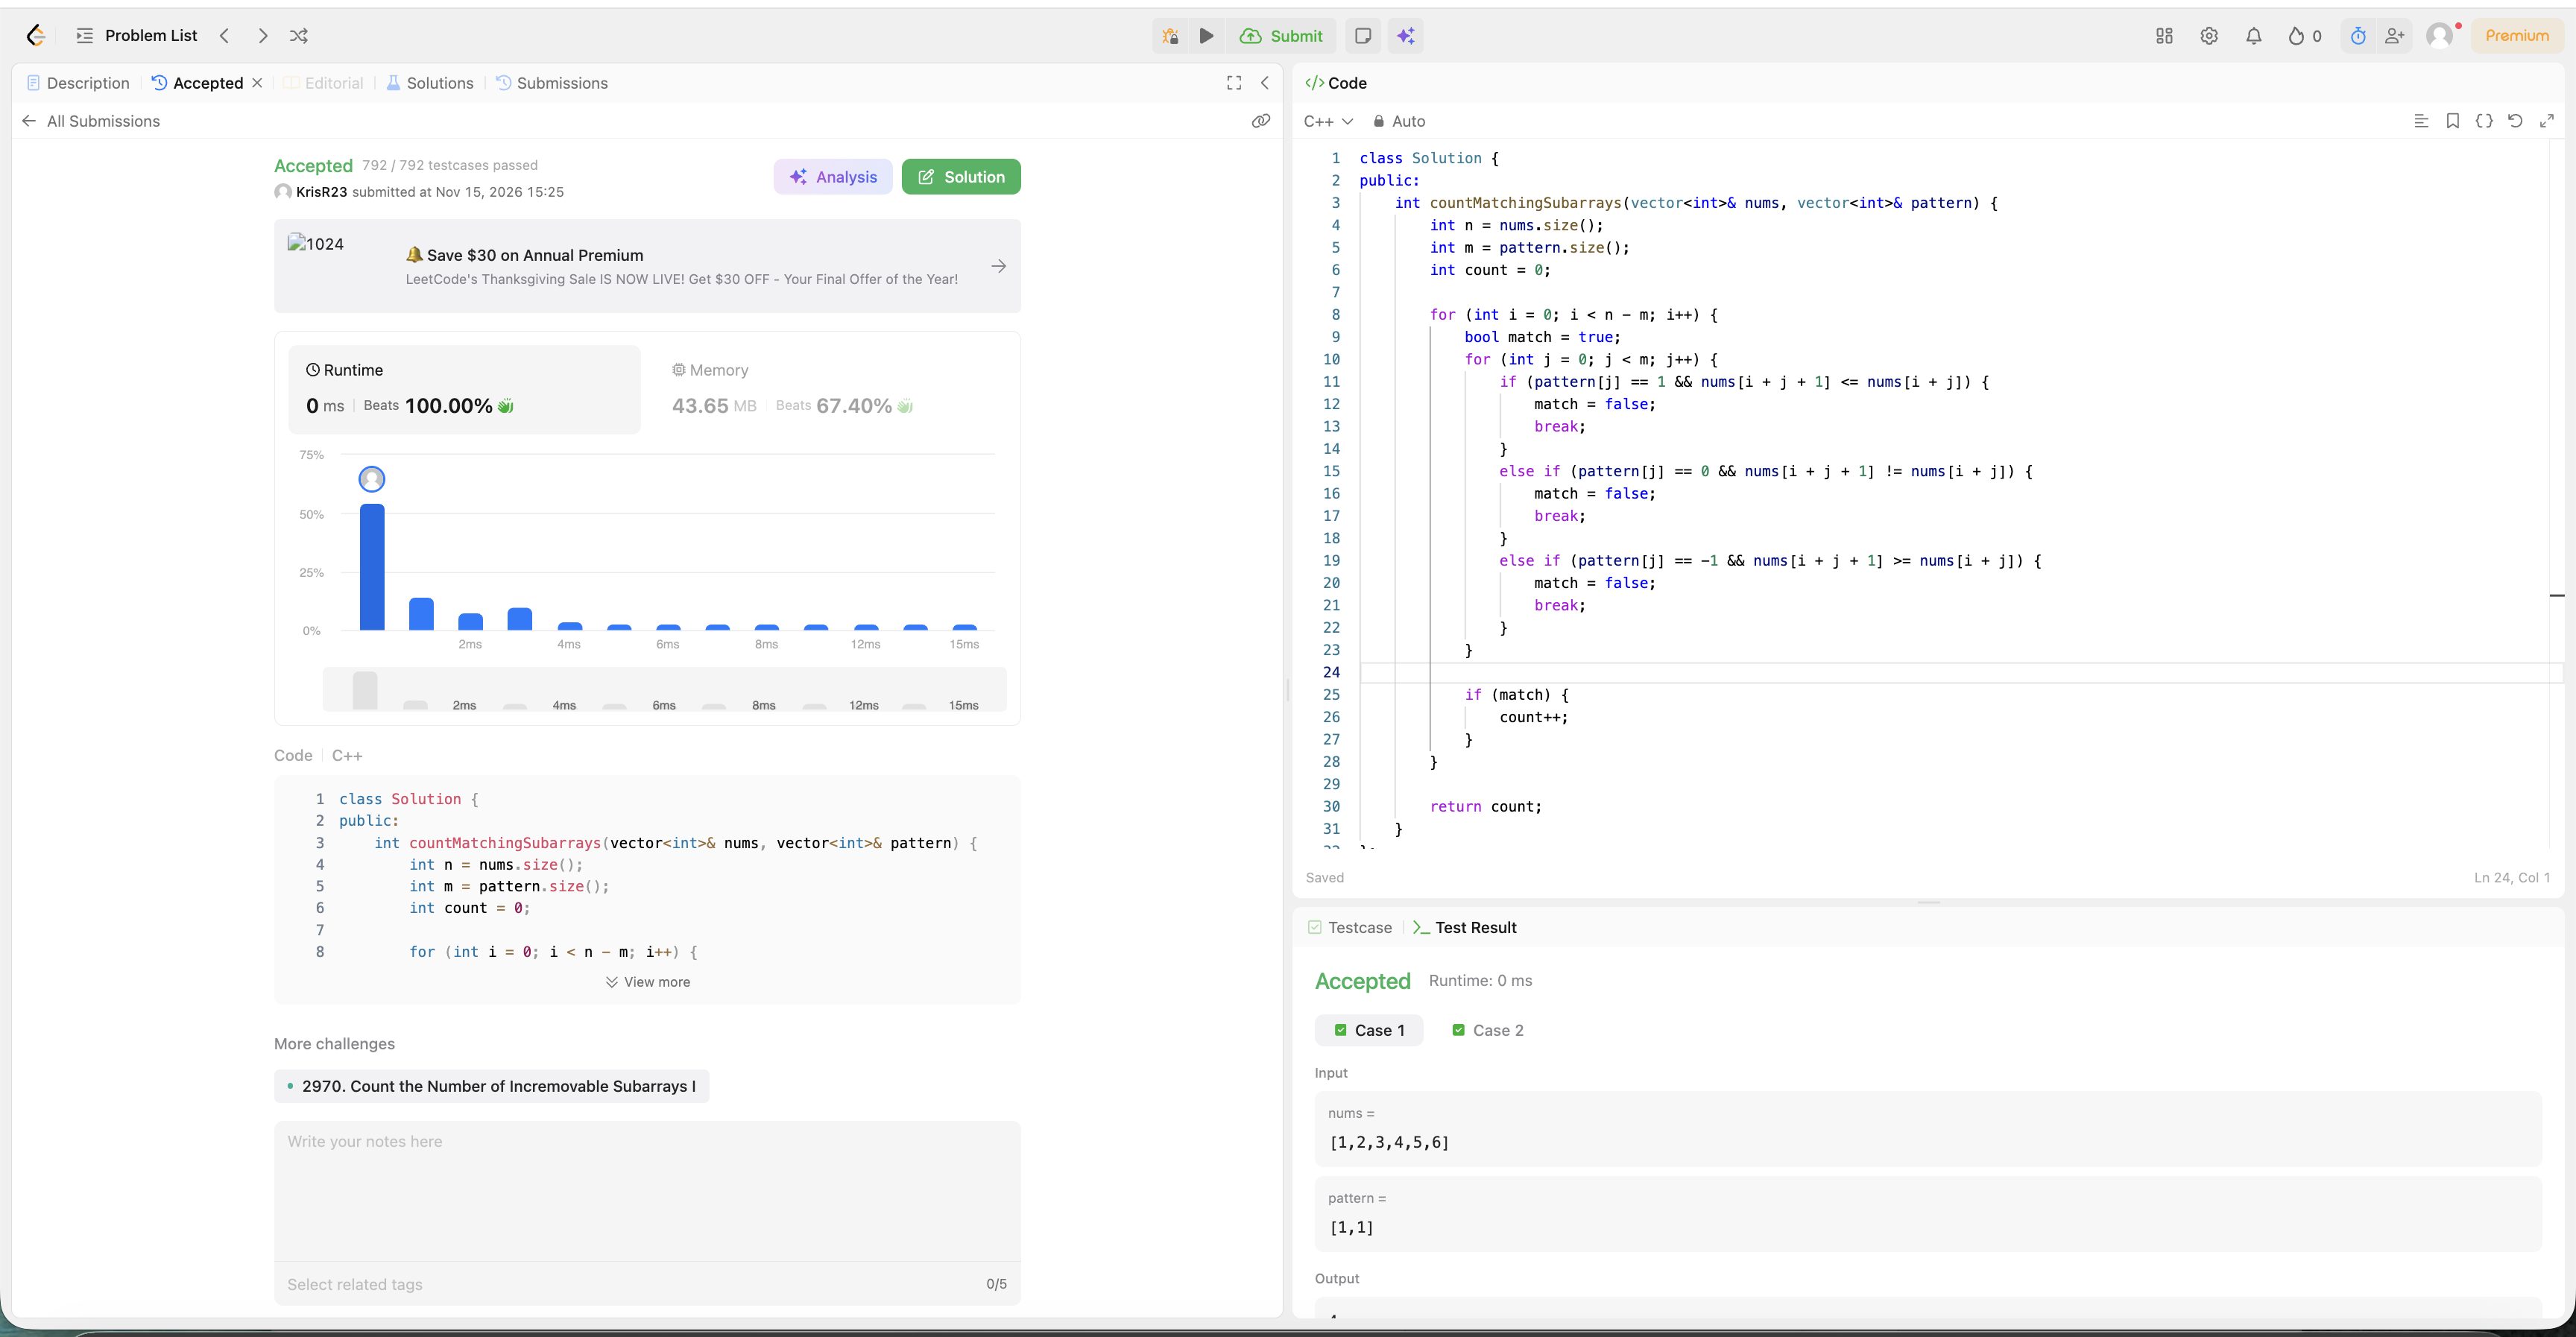 Problem List
Submit
0
Premium
Description
Accepted
Editorial
Solutions
Submissions
All Submissions
Accepted 792 / 792 testcases passed
KrisR23 submitted at Nov 15, 2026 15:25
Analysis
Solution
1024
Save $30 on Annual Premium
LeetCode's Thanksgiving Sale IS NOW LIVE! Get $30 OFF - Your Final Offer of the Year!
Runtime
0 ms Beats 100.00%
Memory
43.65 MB Beats 67.40%
75%
50%
25%
0%
2ms 4ms 6ms 8ms 12ms 15ms
2ms 4ms 6ms 8ms 12ms 15ms
Code C++
1 class Solution {
2 public:
3     int countMatchingSubarrays(vector<int>& nums, vector<int>& pattern) {
4         int n = nums.size();
5         int m = pattern.size();
6         int count = 0;
7
8         for (int i = 0; i < n - m; i++) {
View more
More challenges
2970. Count the Number of Incremovable Subarrays I
Write your notes here
Select related tags 0/5
Code
C++ Auto
1 class Solution {
2 public:
3     int countMatchingSubarrays(vector<int>& nums, vector<int>& pattern) {
4         int n = nums.size();
5         int m = pattern.size();
6         int count = 0;
7
8         for (int i = 0; i < n - m; i++) {
9             bool match = true;
10             for (int j = 0; j < m; j++) {
11                 if (pattern[j] == 1 && nums[i + j + 1] <= nums[i + j]) {
12                     match = false;
13                     break;
14                 }
15                 else if (pattern[j] == 0 && nums[i + j + 1] != nums[i + j]) {
16                     match = false;
17                     break;
18                 }
19                 else if (pattern[j] == -1 && nums[i + j + 1] >= nums[i + j]) {
20                     match = false;
21                     break;
22                 }
23             }
24
25             if (match) {
26                 count++;
27             }
28         }
29
30         return count;
31     }
Saved Ln 24, Col 1
Testcase
Test Result
Accepted Runtime: 0 ms
Case 1 Case 2
Input
nums =
[1,2,3,4,5,6]
pattern =
[1,1]
Output